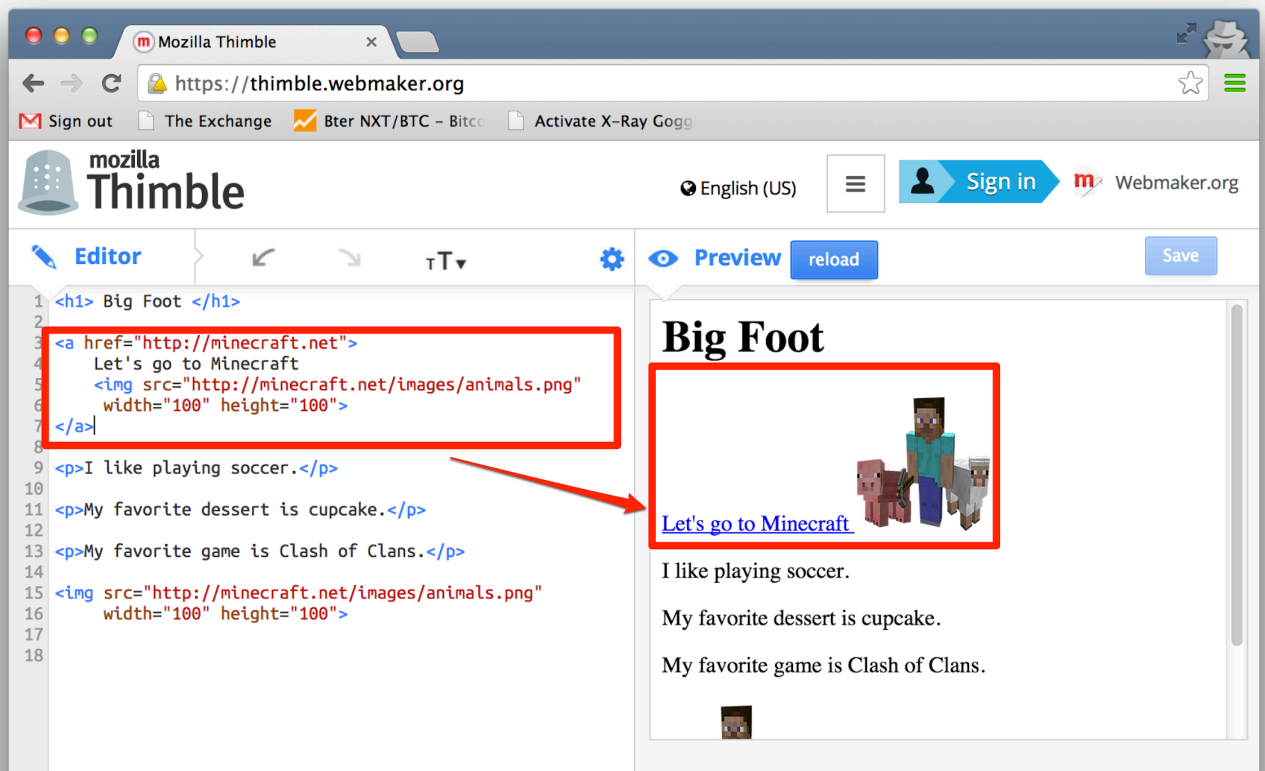 Mozilla Thimble
https://thimble.webmaker.org
Sign out The Exchange Bter NXT/BTC - Bitc Activate X-Ray Gogg
mozilla
Thimble
English (US)
Sign in
m
Webmaker.org
Editor
TT
Preview
reload
Save
1 <h1> Big Foot </h1>
2
3 <a href="http://minecraft.net">
4 Let's go to Minecraft
5 <img src="http://minecraft.net/images/animals.png"
6 width="100" height="100">
7 </a>
8
9 <p>I like playing soccer.</p>
10
11 <p>My favorite dessert is cupcake.</p>
12
13 <p>My favorite game is Clash of Clans.</p>
14
15 <img src="http://minecraft.net/images/animals.png"
16 width="100" height="100">
17
18
Big Foot
Let's go to Minecraft
I like playing soccer.
My favorite dessert is cupcake.
My favorite game is Clash of Clans.